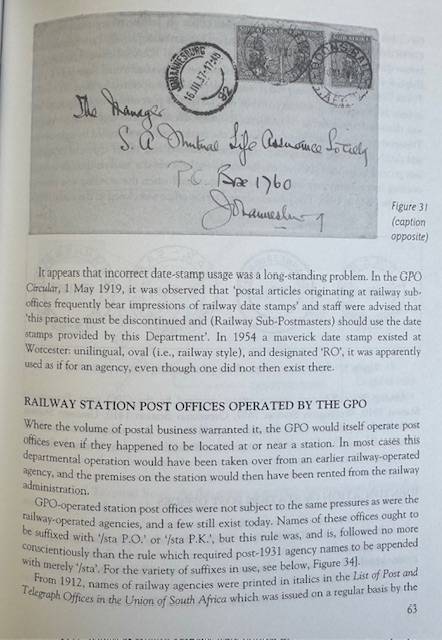 JOHANNESBURG
16.III.37-17.40
92
The Manager
S. A Mutual Life Assurance Society
P.O. Box 1760
Johannesburg
Figure 31
(caption
opposite)
It appears that incorrect date-stamp usage was a long-standing problem. In the GPO
Circular, 1 May 1919, it was observed that 'postal articles originating at railway sub-
offices frequently bear impressions of railway date stamps' and staff were advised that
'this practice must be discontinued and (Railway Sub-Postmasters) should use the date
stamps provided by this Department'. In 1954 a maverick date stamp existed at
Worcester: unilingual, oval (i.e., railway style), and designated 'RO', it was apparently
used as if for an agency, even though one did not then exist there.
RAILWAY STATION POST OFFICES OPERATED BY THE GPO
Where the volume of postal business warranted it, the GPO would itself operate post
offices even if they happened to be located at or near a station. In most cases this
departmental operation would have been taken over from an earlier railway-operated
agency, and the premises on the station would then have been rented from the railway
administration.
GPO-operated station post offices were not subject to the same pressures as were the
railway-operated agencies, and a few still exist today. Names of these offices ought to
be suffixed with '/sta P.O.' or '/sta P.K.', but this rule was, and is, followed no more
conscientiously than the rule which required post-1931 agency names to be appended
with merely '/sta'. For the variety of suffixes in use, see below, Figure 34].
From 1912, names of railway agencies were printed in italics in the List of Post and
Telegraph Offices in the Union of South Africa which was issued on a regular basis by the
63